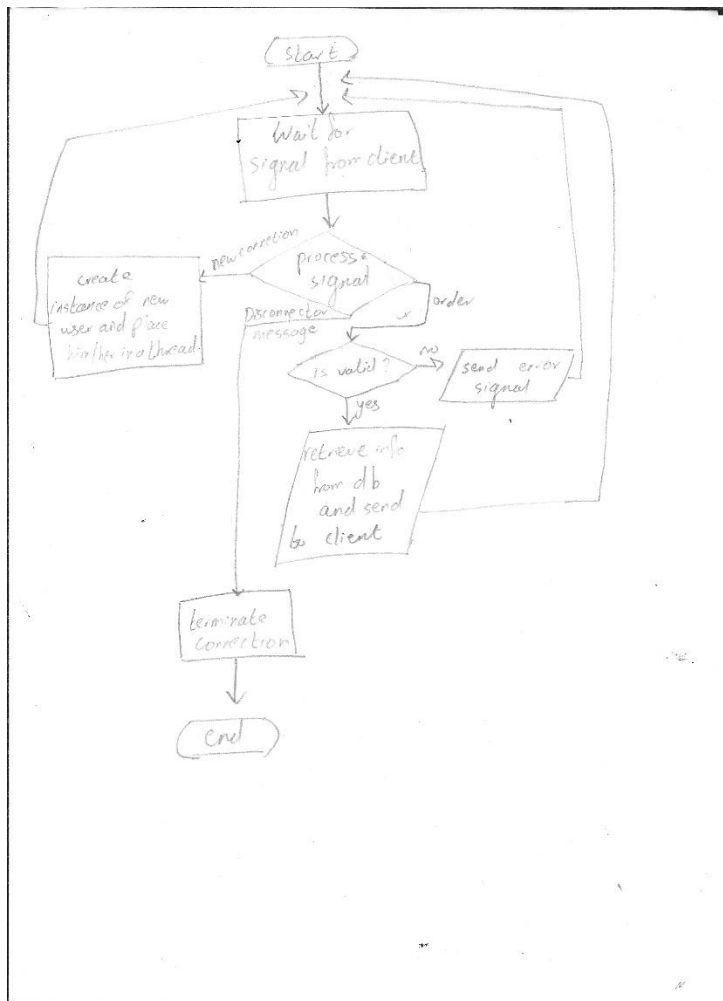 start
Wait for
signal from client
new connetion
process
signal
create
instance of new
user and place
him/her in a thread.
order
Disconnector
message
is valid?
no
send error
signal
yes
retrieve info
from db
and send
to client
terminate
connection
end